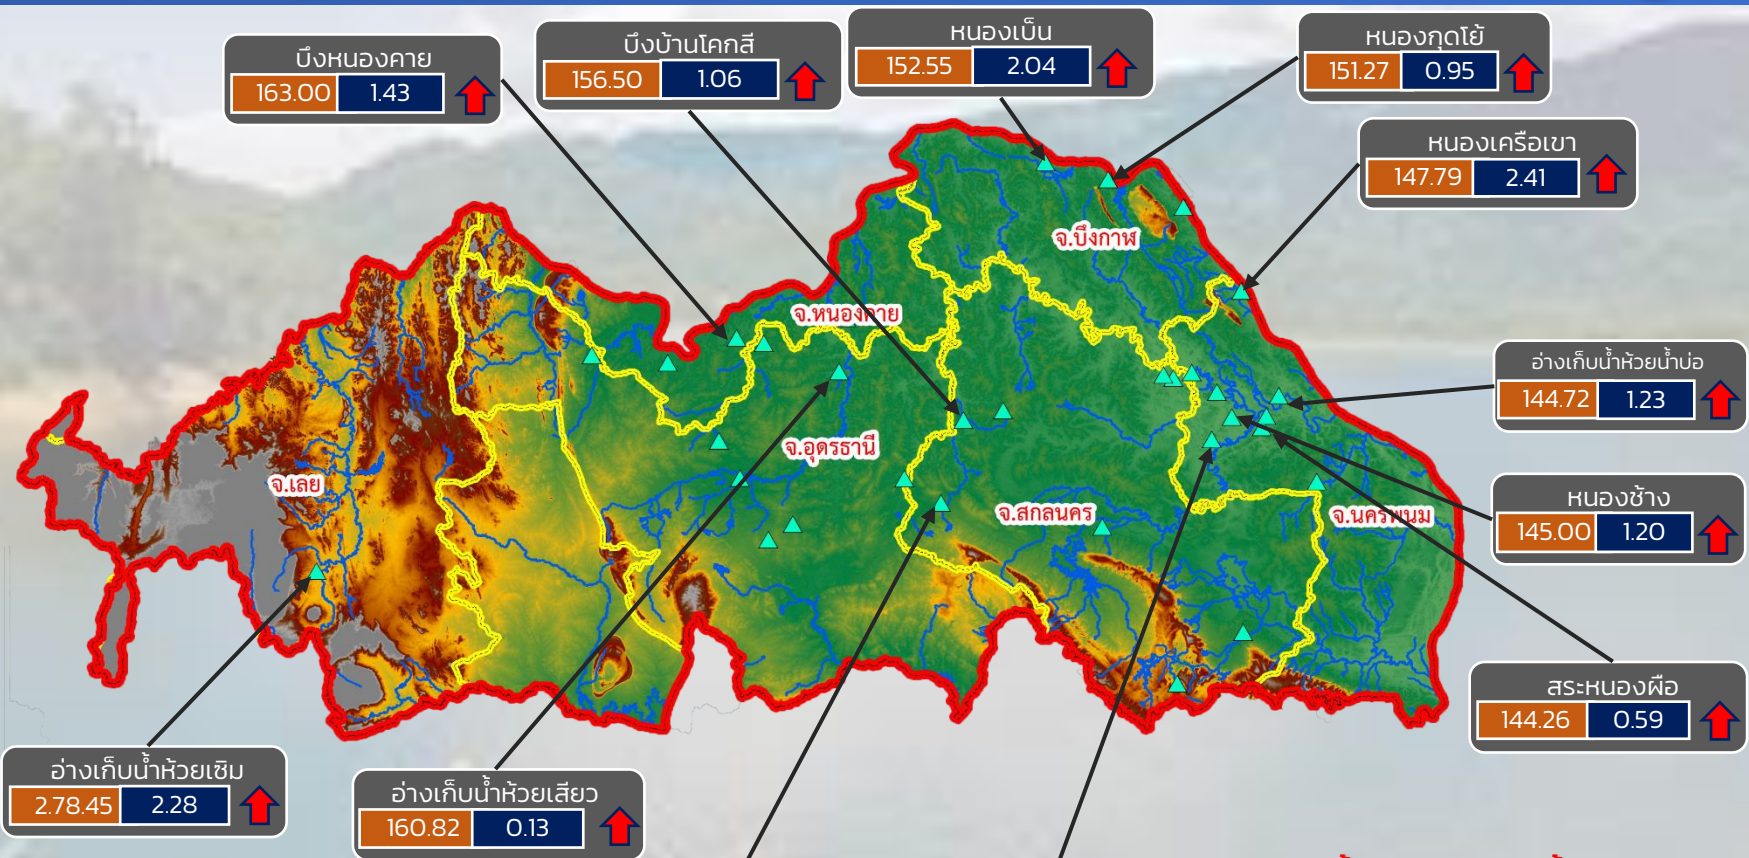 บึงหนองคาย
163.00 1.43
บึงบ้านโคกสี
156.50 1.06
หนองเบ็น
152.55 2.04
หนองกุดโย้
151.27 0.95
หนองเครือเขา
147.79 2.41
จ.บึงกาฬ
จ.หนองคาย
อ่างเก็บน้ำห้วยน้ำบ่อ
144.72 1.23
จ.อุดรธานี
จ.เลย
จ.สกลนคร
จ.นครพนม
หนองช้าง
145.00 1.20
สระหนองผือ
144.26 0.59
อ่างเก็บน้ำห้วยเซิม
2.78.45 2.28
อ่างเก็บน้ำห้วยเสียว
160.82 0.13